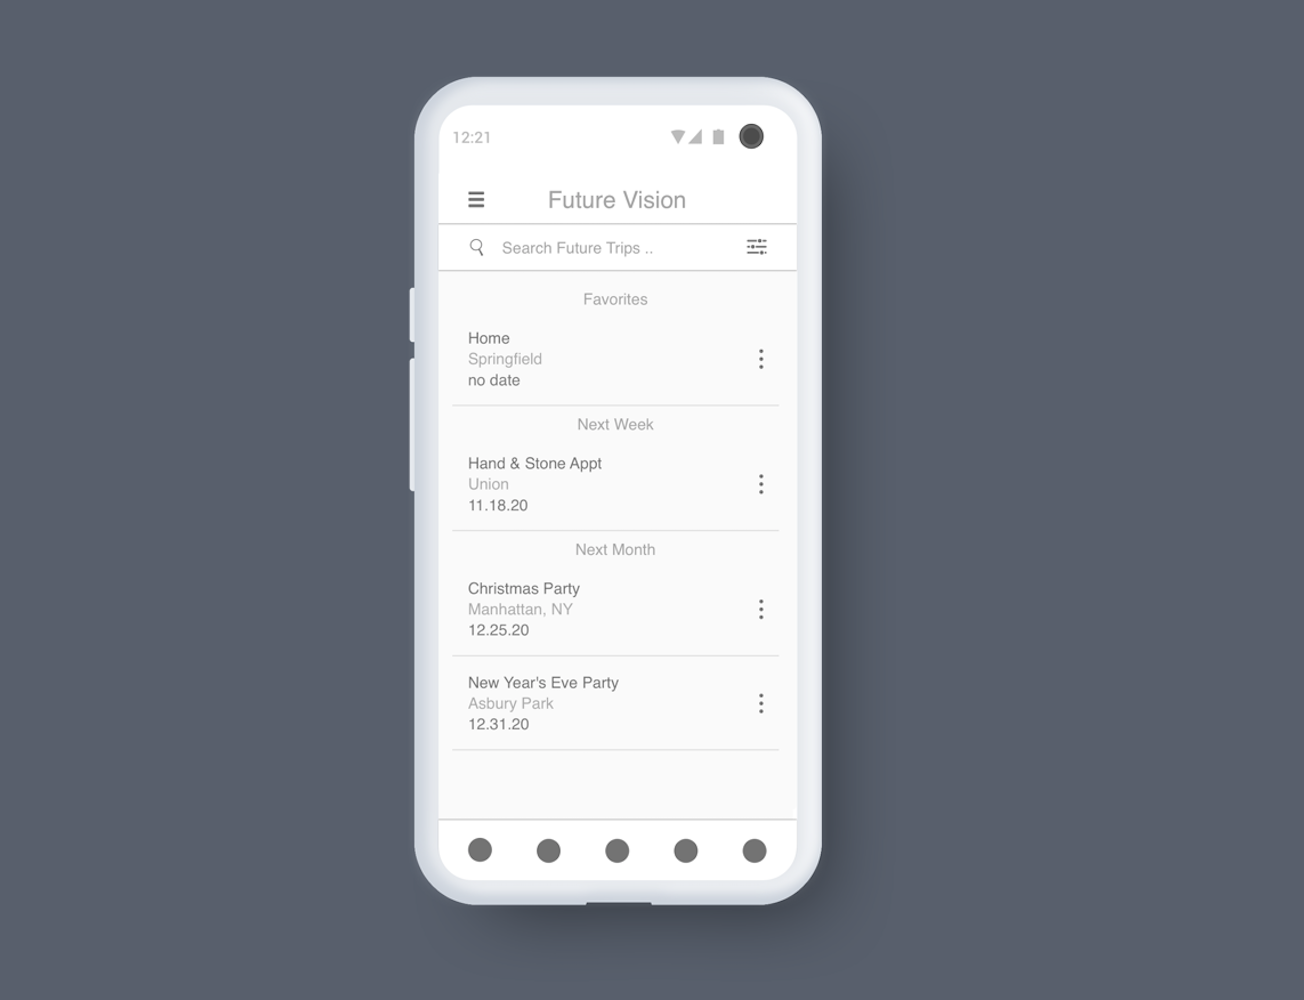 12:21
Future Vision
Search Future Trips ..
Favorites
Home
Springfield
no date
Next Week
Hand & Stone Appt
Union
11.18.20
Next Month
Christmas Party
Manhattan, NY
12.25.20
New Year's Eve Party
Asbury Park
12.31.20